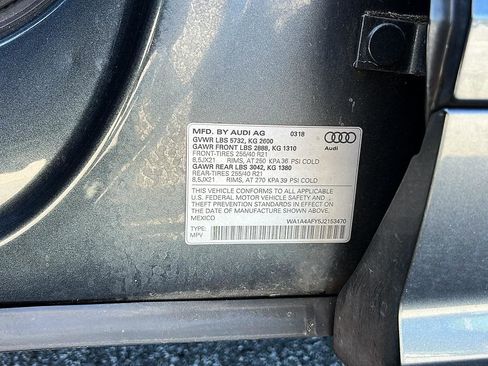 MFD. BY AUDI AG 0318
GVWR LBS 5732, KG 2600
GAWR FRONT LBS 2888, KG 1310
FRONT-TIRES 255/40 R21
8,5JX21 RIMS, AT 250 KPA 36 PSI COLD
GAWR REAR LBS 3042, KG 1380
REAR-TIRES 255/40 R21
8,5JX21 RIMS, AT 270 KPA 39 PSI COLD
Audi
THIS VEHICLE CONFORMS TO ALL APPLICABLE
U.S. FEDERAL MOTOR VEHICLE SAFETY AND
THEFT PREVENTION STANDARDS IN EFFECT ON
THE DATE OF MANUFACTURE SHOWN ABOVE.
MEXICO WA1A4AFY5J2153470
TYPE:
MPV